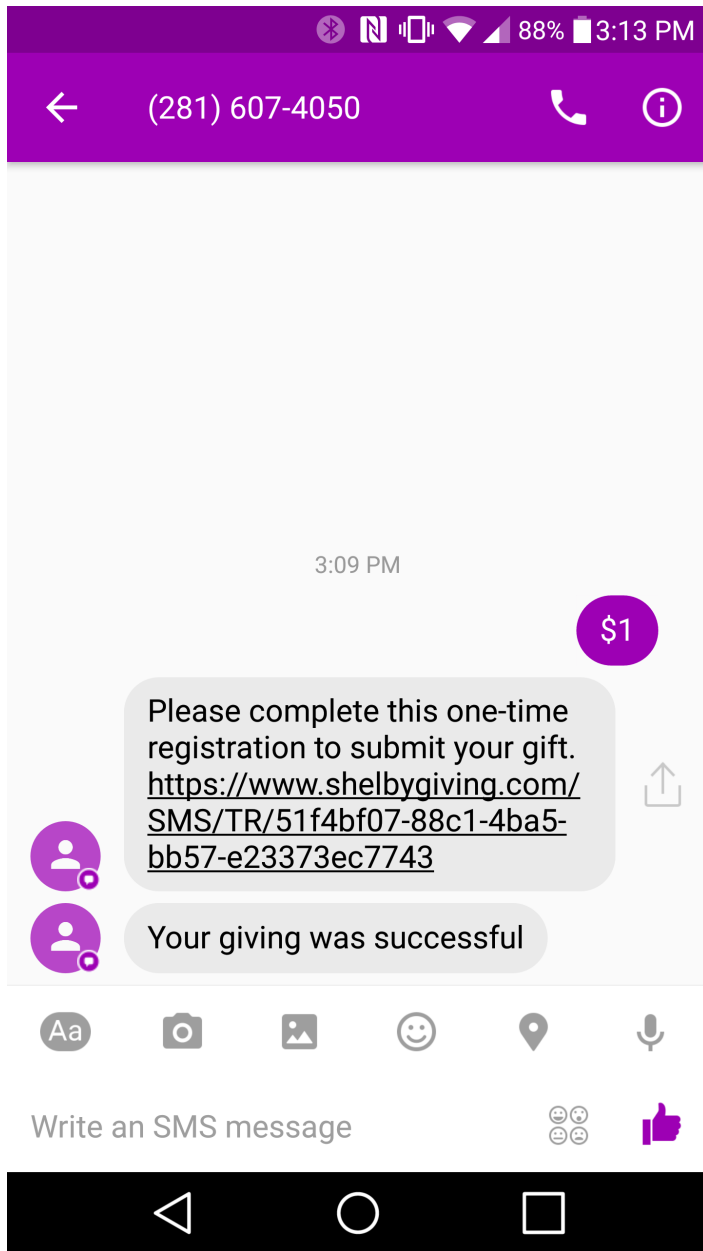 88% 3:13 PM
(281) 607-4050
3:09 PM
$1
Please complete this one-time
registration to submit your gift.
https://www.shelbygiving.com/
SMS/TR/51f4bf07-88c1-4ba5-
bb57-e23373ec7743
Your giving was successful
Aa
Write an SMS message